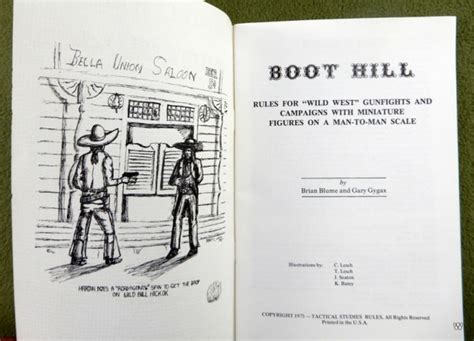 BELLA UNION SALOON
HARDIN DOES A "ROADAGENTS" SPIN TO GET THE DROP
ON WILD BILL HICKOK
BOOT HILL
RULES FOR "WILD WEST" GUNFIGHTS AND
CAMPAIGNS WITH MINIATURE
FIGURES ON A MAN-TO-MAN SCALE
by
Brian Blume and Gary Gygax
Illustrations by: C. Lesch
T. Lesch
J. Seaton
K. Batey
COPYRIGHT 1975 — TACTICAL STUDIES RULES. All Rights Reserved
Printed in the U.S.A.